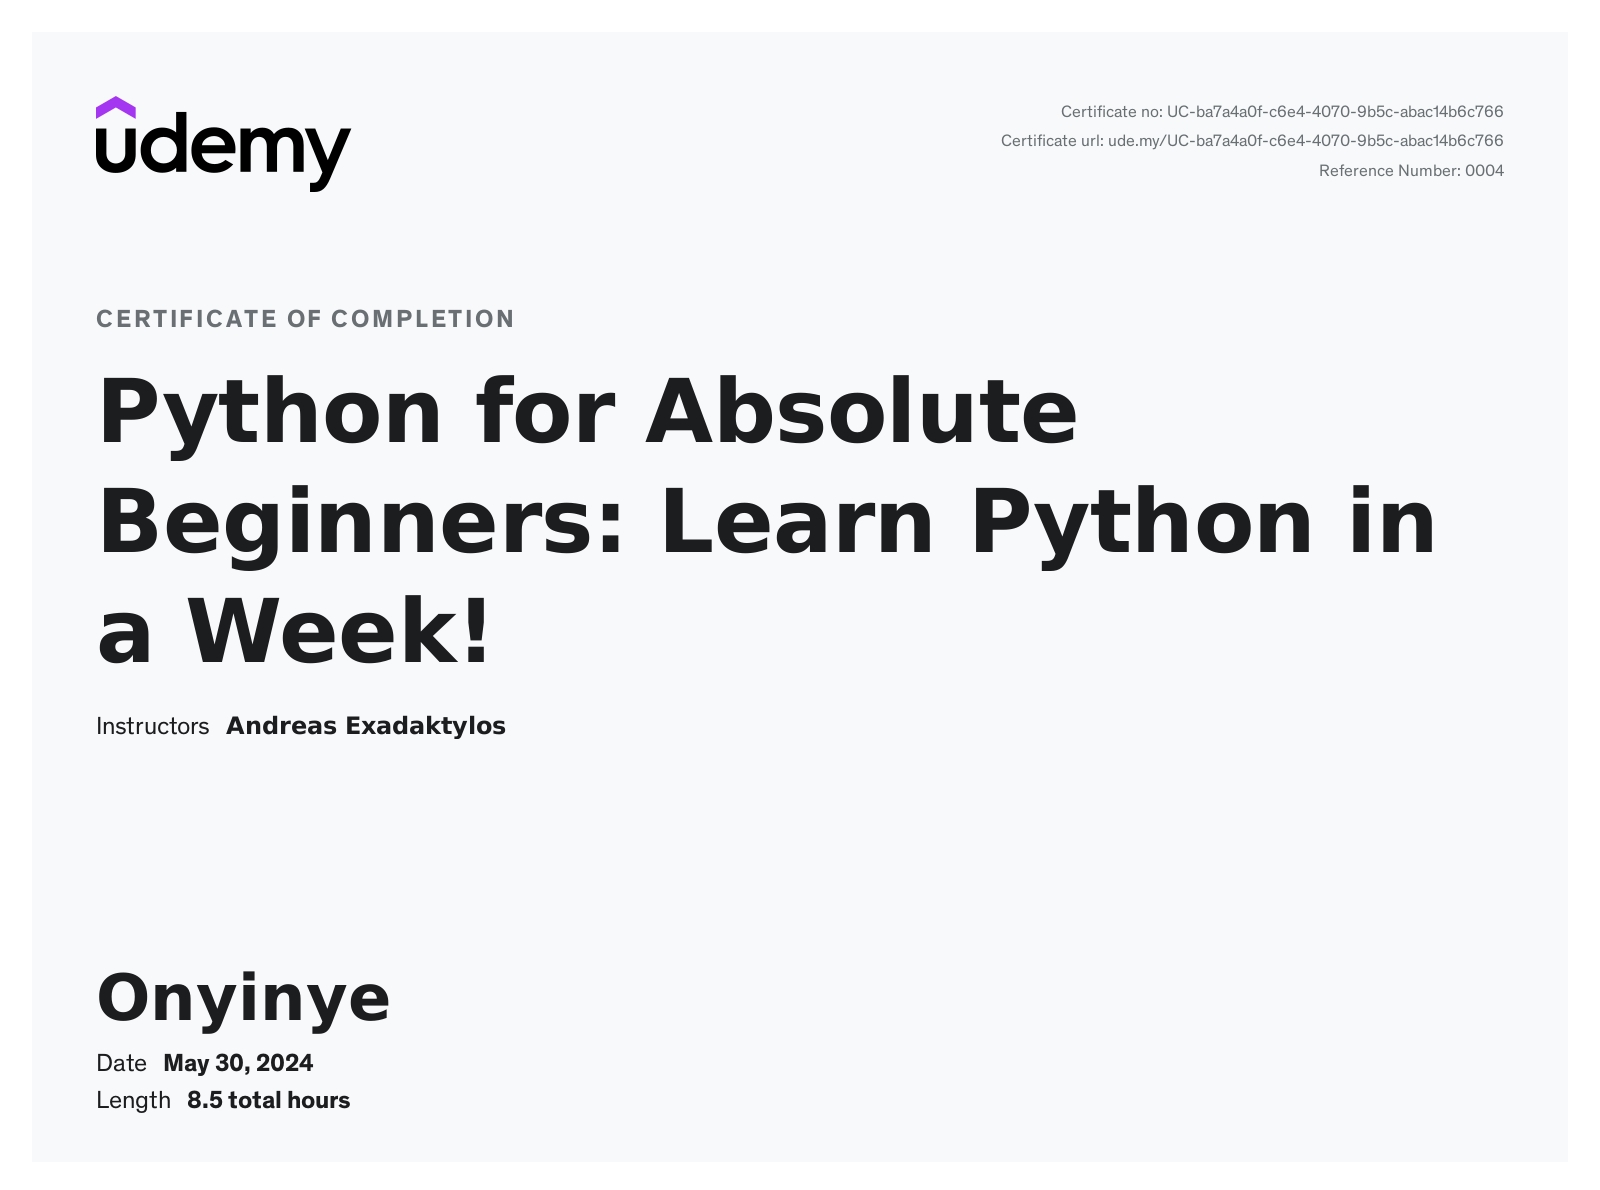 udemy
Certificate no: UC-ba7a4a0f-c6e4-4070-9b5c-abac14b6c766
Certificate url: ude.my/UC-ba7a4a0f-c6e4-4070-9b5c-abac14b6c766
Reference Number: 0004
CERTIFICATE OF COMPLETION
Python for Absolute
Beginners: Learn Python in
a Week!
Instructors Andreas Exadaktylos
Onyinye
Date May 30, 2024
Length 8.5 total hours